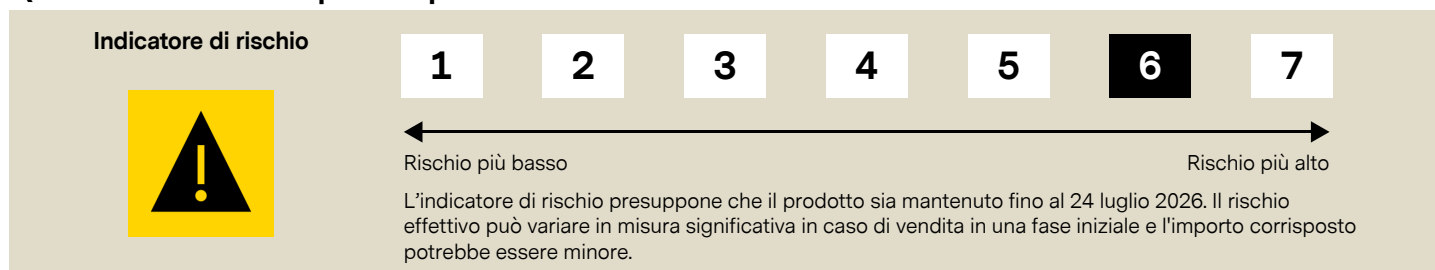 Indicatore di rischio
1 2 3 4 5 6 7
Rischio più basso Rischio più alto
L'indicatore di rischio presuppone che il prodotto sia mantenuto fino al 24 luglio 2026. Il rischio
effettivo può variare in misura significativa in caso di vendita in una fase iniziale e l'importo corrisposto
potrebbe essere minore.